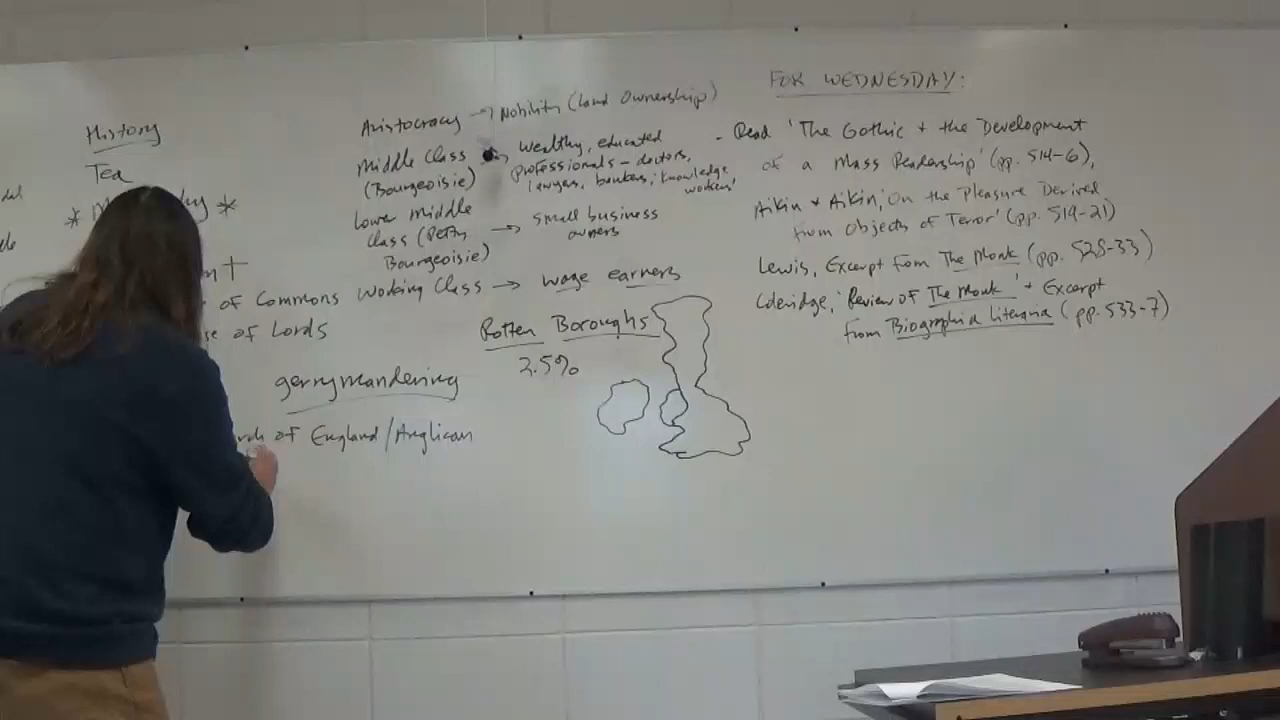 History
Tea
of Commons
of Lords
gerrymandering
of England/Anglican
Aristocracy → Nobility (Land Ownership)
Middle Class → wealthy, educated
(Bourgeoisie) professionals - doctors,
lawyers, bankers, 'knowledge
workers'
Lower middle
class (Petty → small business
Bourgeoisie) owners
Working Class → wage earners
Rotten Boroughs
2.5%
FOR WEDNESDAY:
- Read 'The Gothic + the Development
of a Mass Readership' (pp. 514-6),
Aikin + Aikin, 'On the Pleasure Derived
from Objects of Terror' (pp. 519-21)
Lewis, Excerpt from The Monk (pp. 528-33)
Coleridge, 'Review of The Monk' + Excerpt
from Biographia Literaria (pp. 533-7)